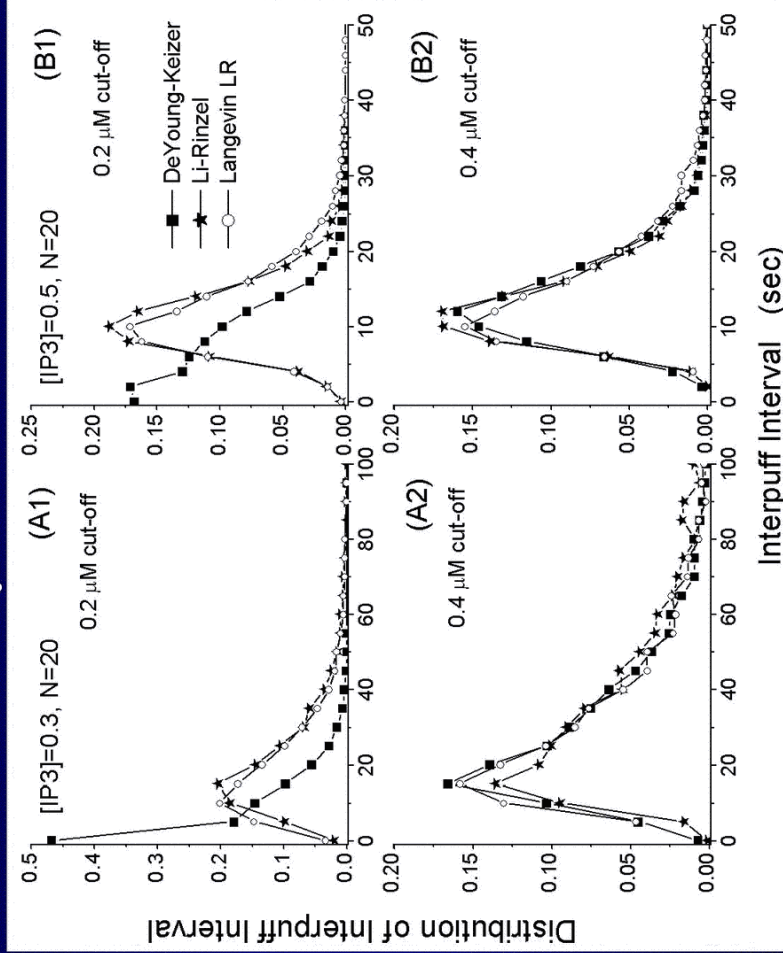 [IP3]=0.3, N=20
(A1)
0.2 μM cut-off
0.5
0.4
0.3
0.2
0.1
0.0
0 20 40 60 80 100
[IP3]=0.5, N=20
(B1)
0.2 μM cut-off
DeYoung-Keizer
Li-Rinzel
Langevin LR
0.25
0.20
0.15
0.10
0.05
0.00
0 10 20 30 40 50
(A2)
0.4 μM cut-off
0.20
0.15
0.10
0.05
0.00
0 20 40 60 80 100
(B2)
0.4 μM cut-off
0.20
0.15
0.10
0.05
0.00
0 10 20 30 40 50
Distribution of Interpuff Interval
Interpuff Interval (sec)